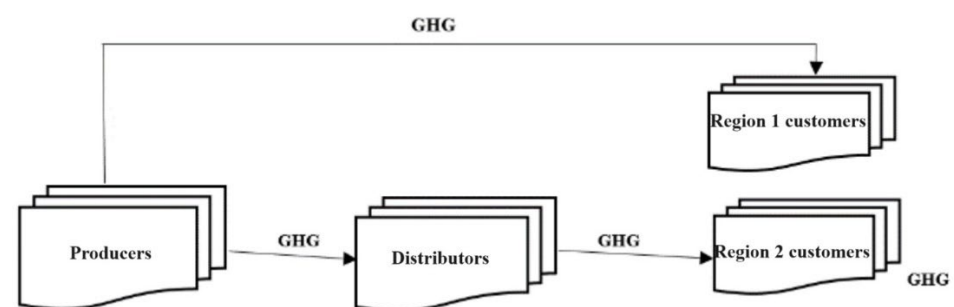 GHG
Region 1 customers
Producers
GHG
Distributors
GHG
Region 2 customers
GHG